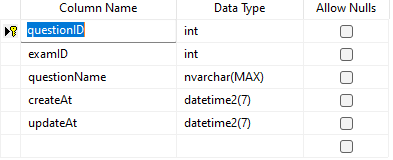 Column Name Data Type Allow Nulls
questionID int
examID int
questionName nvarchar(MAX)
createAt datetime2(7)
updateAt datetime2(7)